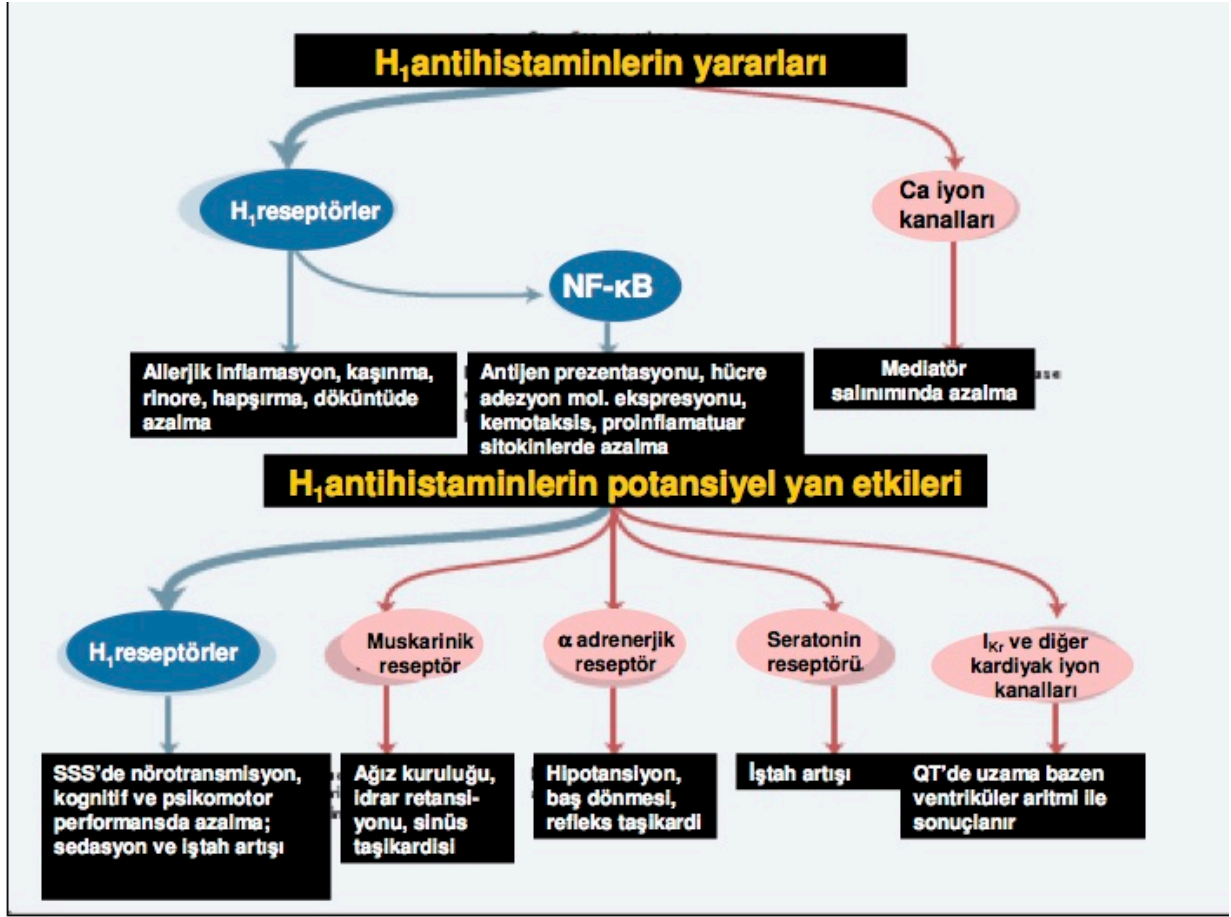 H₁antihistaminlerin yararları
H₁reseptörler
Ca iyon
kanalları
NF-κB
Allerjik inflamasyon, kaşınma,
rinore, hapşırma, döküntüde
azalma
Antijen prezentasyonu, hücre
adezyon mol. ekspresyonu,
kemotaksis, proinflamatuar
sitokinlerde azalma
Mediatör
salınımında azalma
H₁antihistaminlerin potansiyel yan etkileri
H₁reseptörler
Muskarinik
reseptör
α adrenerjik
reseptör
Seratonin
reseptörü
I_Kr ve diğer
kardiyak iyon
kanalları
SSS'de nörotransmisyon,
kognitif ve psikomotor
performansda azalma;
sedasyon ve iştah artışı
Ağız kuruluğu,
idrar retansi-
yonu, sinüs
taşikardisi
Hipotansiyon,
baş dönmesi,
refleks taşikardi
İştah artışı
QT'de uzama bazen
ventriküler aritmi ile
sonuçlanır